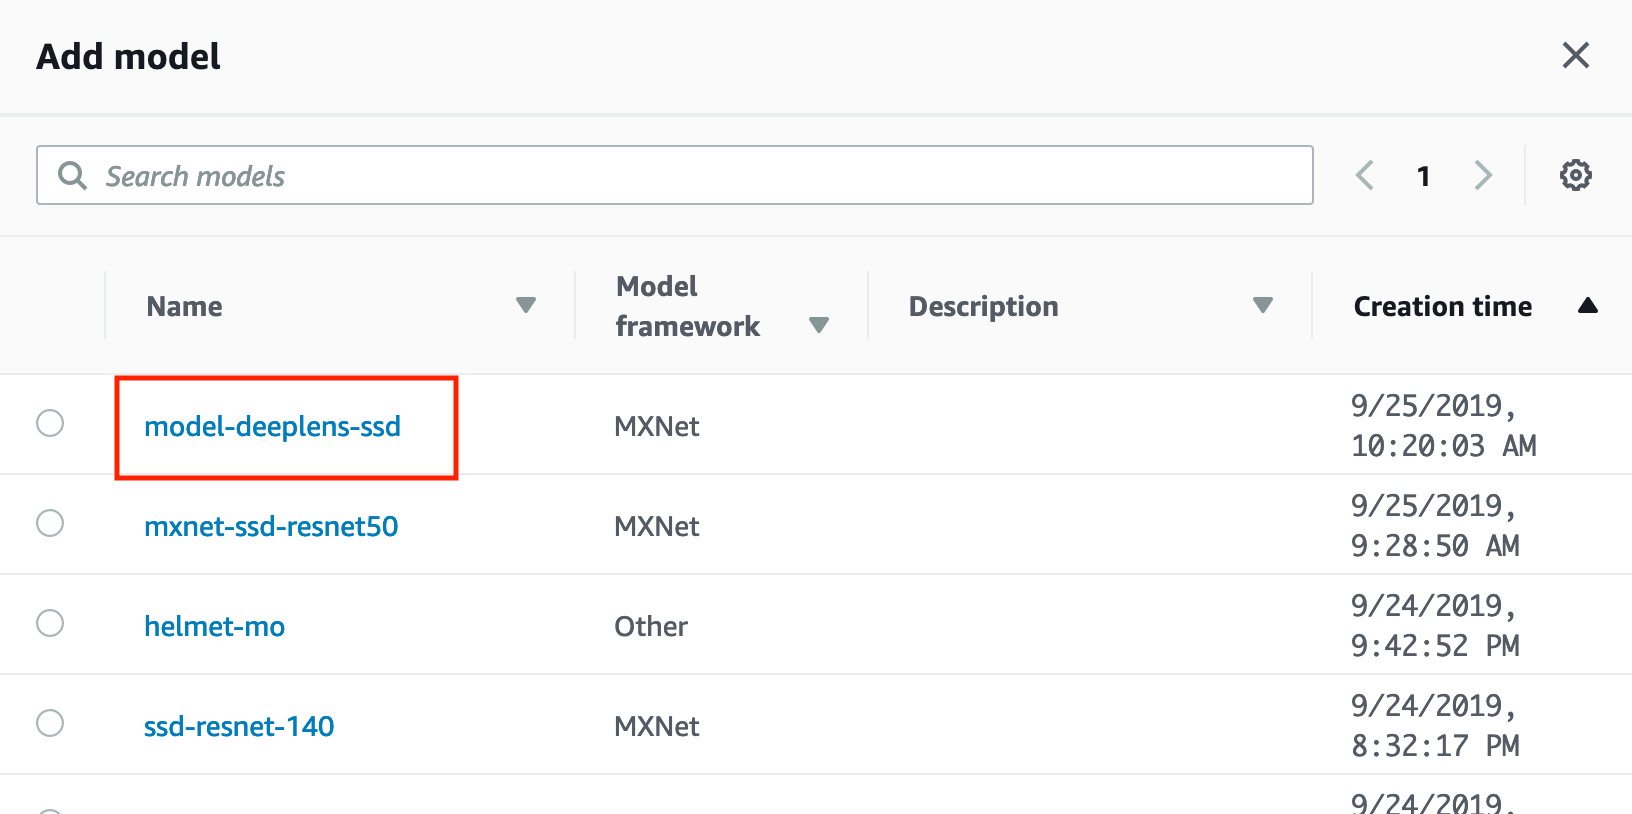 Add model
Search models
1
Name
Model
framework
Description
Creation time
model-deeplens-ssd
MXNet
9/25/2019,
10:20:03 AM
mxnet-ssd-resnet50
MXNet
9/25/2019,
9:28:50 AM
helmet-mo
Other
9/24/2019,
9:42:52 PM
ssd-resnet-140
MXNet
9/24/2019,
8:32:17 PM
9/24/2019,